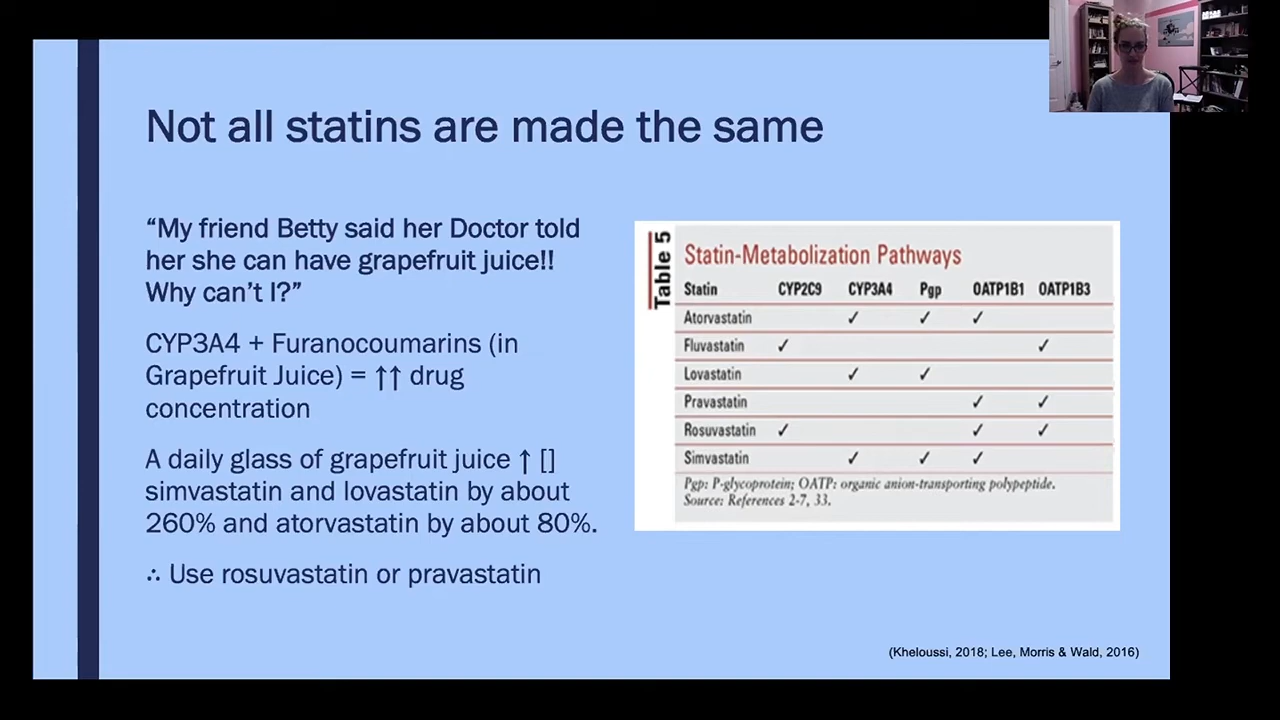 Not all statins are made the same
“My friend Betty said her Doctor told
her she can have grapefruit juice!!
Why can’t I?”
CYP3A4 + Furanocoumarins (in
Grapefruit Juice) = ↑↑ drug
concentration
A daily glass of grapefruit juice ↑ []
simvastatin and lovastatin by about
260% and atorvastatin by about 80%.
∴ Use rosuvastatin or pravastatin
Table 5
Statin-Metabolization Pathways
Statin CYP2C9 CYP3A4 Pgp OATP1B1 OATP1B3
Atorvastatin ✓ ✓ ✓
Fluvastatin ✓ ✓
Lovastatin ✓ ✓
Pravastatin ✓ ✓
Rosuvastatin ✓ ✓ ✓
Simvastatin ✓ ✓ ✓
Pgp: P-glycoprotein; OATP: organic anion-transporting polypeptide.
Source: References 2-7, 33.
(Kheloussi, 2018; Lee, Morris & Wald, 2016)